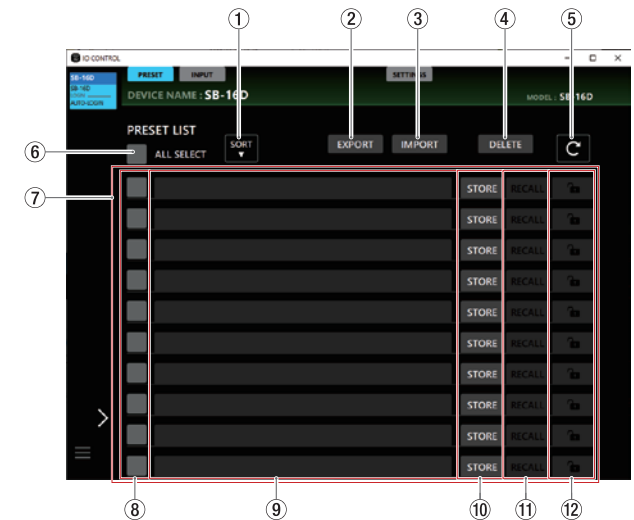 ① ② ③ ④ ⑤
IO CONTROL
SB-16D PRESET INPUT SETTINGS
SB-16D
AUTO-LOGIN
DEVICE NAME : SB-16D MODEL : SB-16D
PRESET LIST
⑥ ALL SELECT SORT ▼ EXPORT IMPORT DELETE
⑦
STORE RECALL
STORE RECALL
STORE RECALL
STORE RECALL
STORE RECALL
STORE RECALL
STORE RECALL
STORE RECALL
STORE RECALL
STORE RECALL
⑧ ⑨ ⑩ ⑪ ⑫